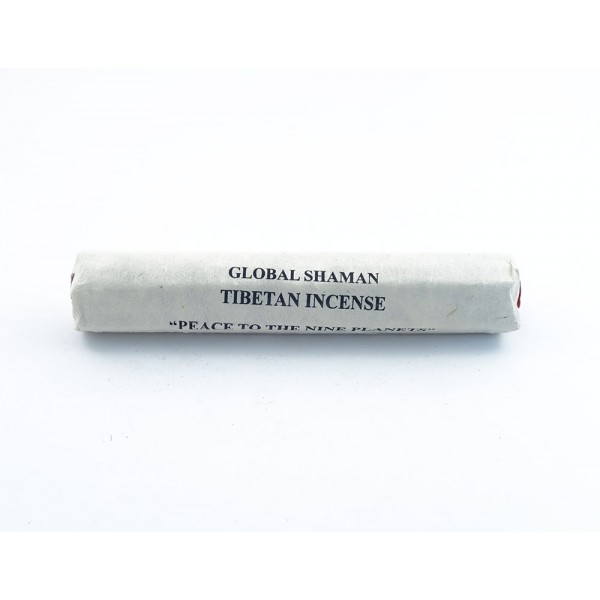 GLOBAL SHAMAN
TIBETAN INCENSE
"PEACE TO THE NINE PLANETS"